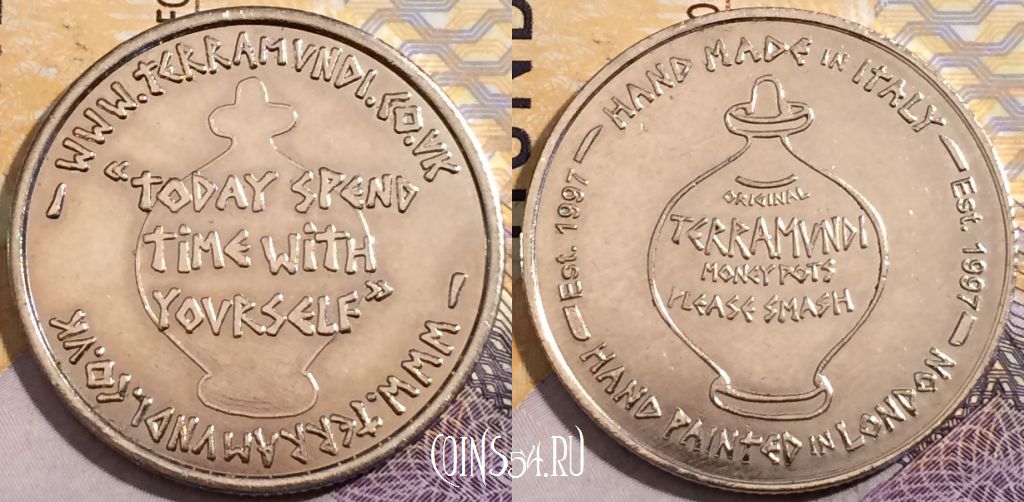 WWW.TERRAMUNDI.CO.UK
"TODAY SPEND
TIME WITH
YOURSELF"
WWW.TERRAMUNDI.CO.UK
HAND MADE IN ITALY
Est. 1997
ORIGINAL
TERRAMUNDI
MONEY POTS
PLEASE SMASH
Est. 1997
HAND PAINTED IN LONDON
COINS54.RU